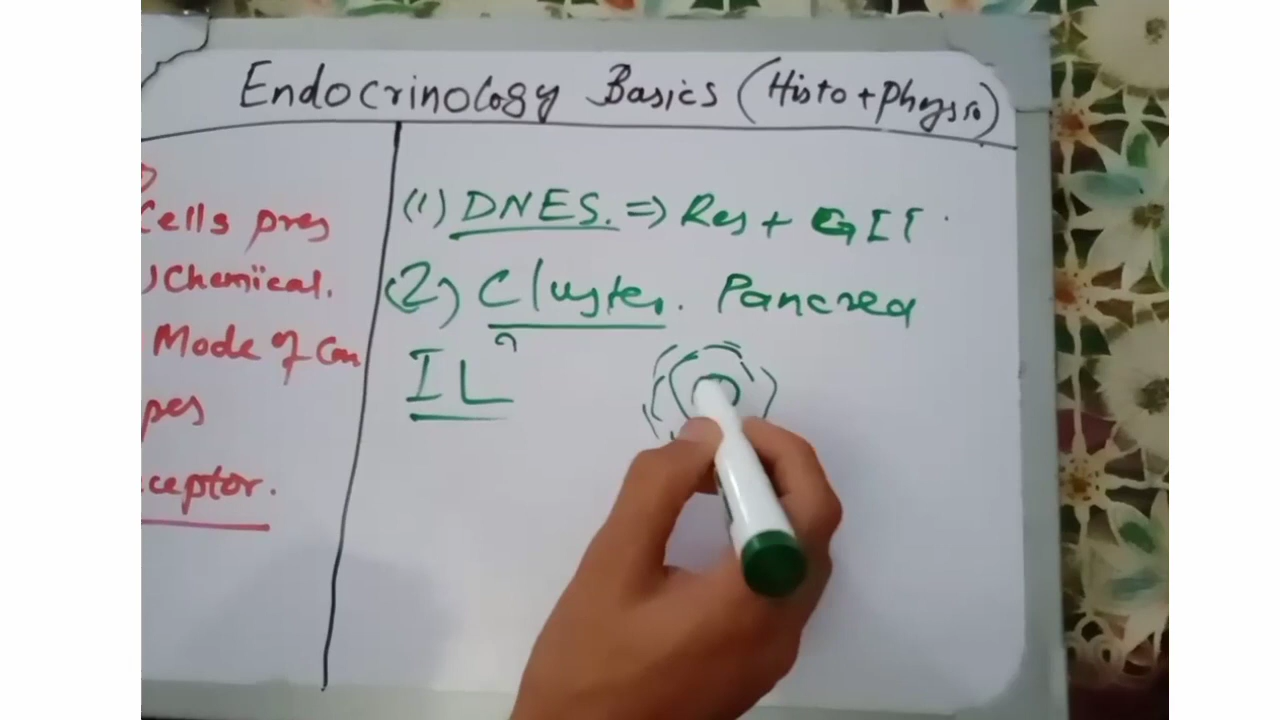 Endocrinology Basics (Histo + Physio)
Cells pres
) Chemical.
Mode of Con
pes
ceptor.
(1) DNES. => Res + GIT
(2) Cluster. Pancrea
IL